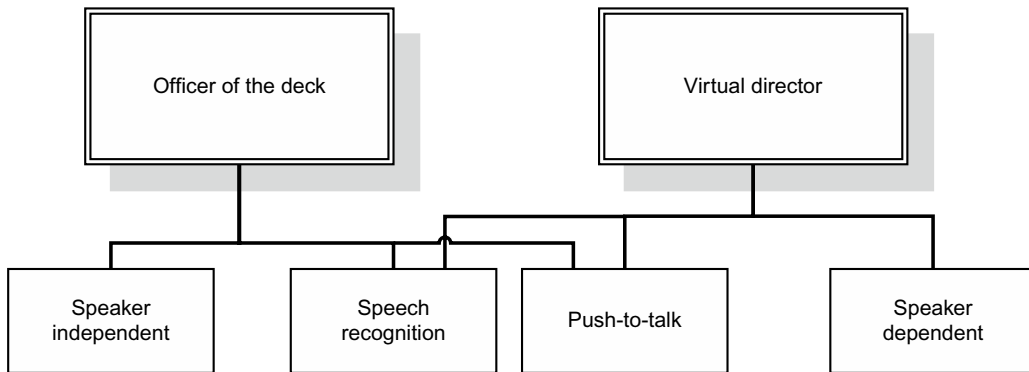 Officer of the deck
Virtual director
Speaker
independent
Speech
recognition
Push-to-talk
Speaker
dependent